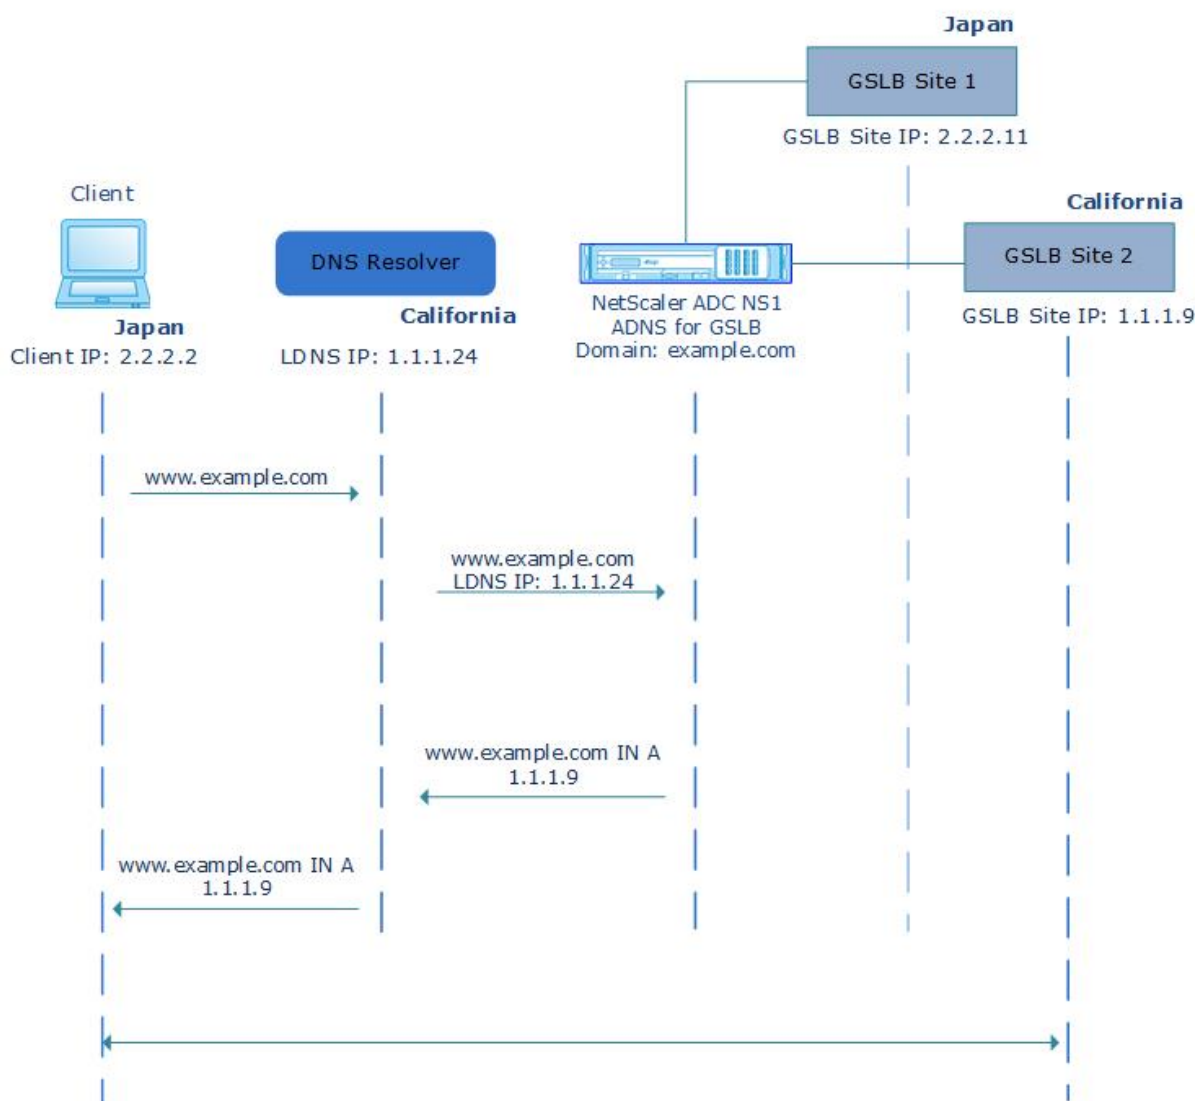 Japan
GSLB Site 1
GSLB Site IP: 2.2.2.11
California
GSLB Site 2
GSLB Site IP: 1.1.1.9
Client
Japan
Client IP: 2.2.2.2
DNS Resolver
California
LDNS IP: 1.1.1.24
NetScaler ADC NS1
ADNS for GSLB
Domain: example.com
www.example.com
www.example.com
LDNS IP: 1.1.1.24
www.example.com IN A
1.1.1.9
www.example.com IN A
1.1.1.9